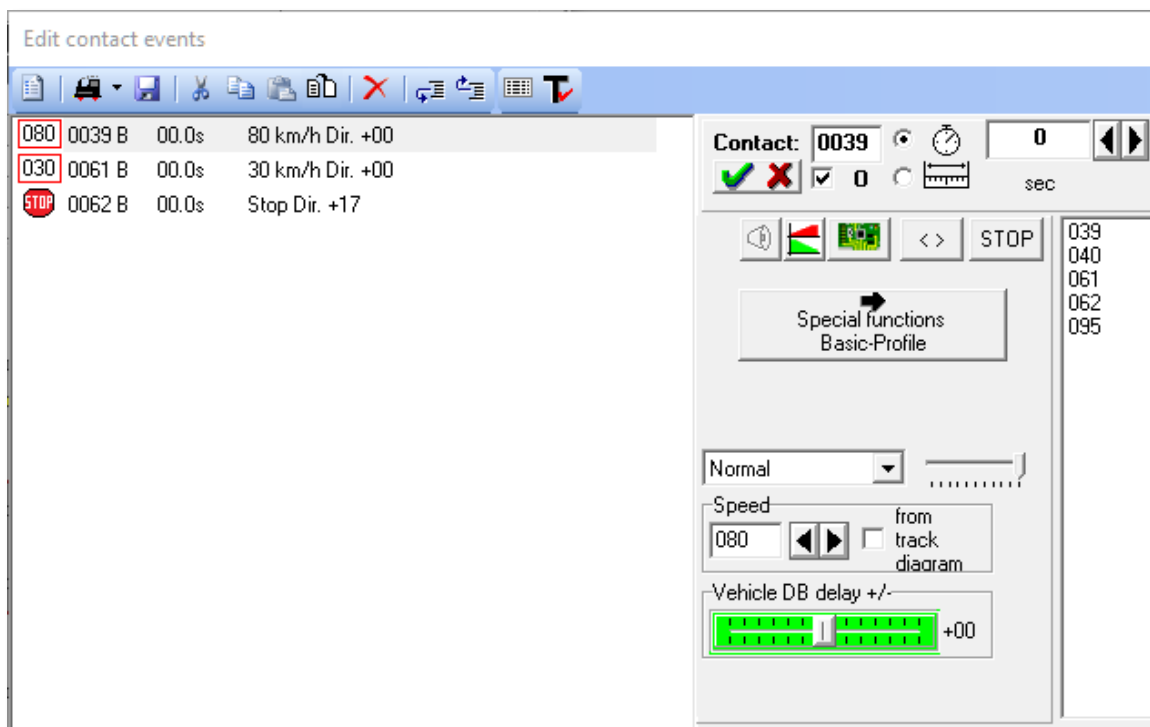 Edit contact events
080 0039 B 00.0s 80 km/h Dir. +00
030 0061 B 00.0s 30 km/h Dir. +00
STOP 0062 B 00.0s Stop Dir. +17
Contact: 0039 0
0 sec
< > STOP
Special functions
Basic-Profile
039
040
061
062
095
Normal
Speed
080
from
track
diagram
Vehicle DB delay +/-
+00